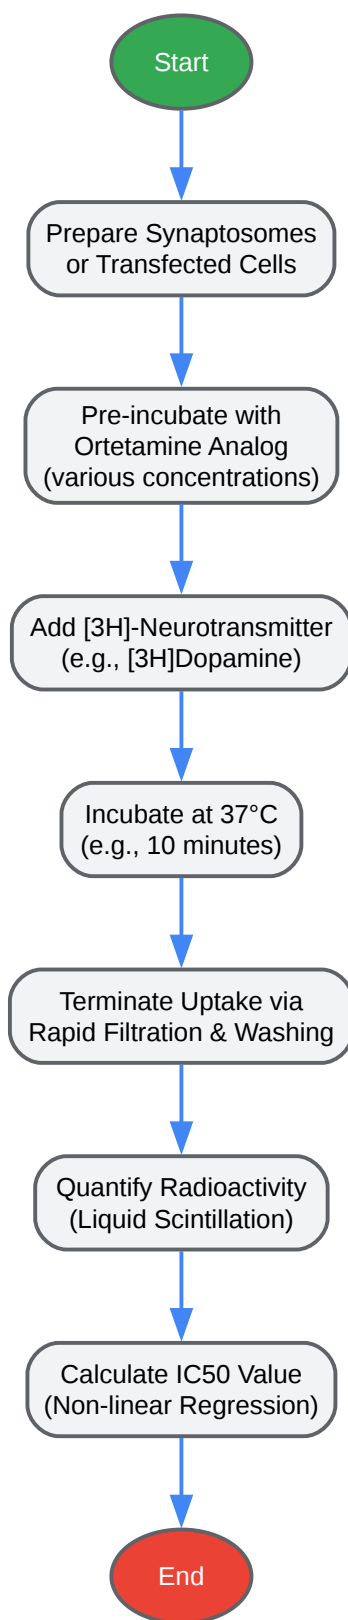 Start
Prepare Synaptosomes
or Transfected Cells
Pre-incubate with
Ortetamine Analog
(various concentrations)
Add [3H]-Neurotransmitter
(e.g., [3H]Dopamine)
Incubate at 37°C
(e.g., 10 minutes)
Terminate Uptake via
Rapid Filtration & Washing
Quantify Radioactivity
(Liquid Scintillation)
Calculate IC50 Value
(Non-linear Regression)
End